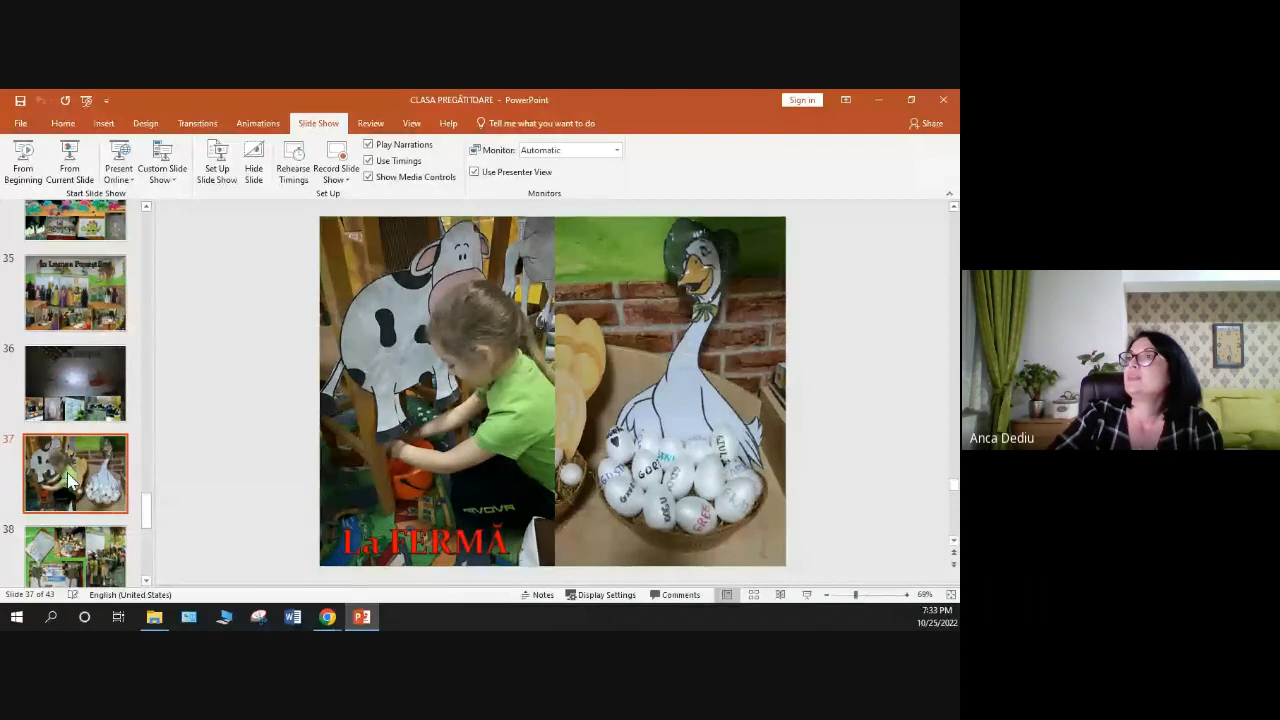 CLASA PREGĂTITOARE - PowerPoint
Sign in
File Home Insert Design Transitions Animations Slide Show Review View Help Tell me what you want to do
Share
From Beginning
From Current Slide
Present Online
Custom Slide Show
Set Up Slide Show
Hide Slide
Rehearse Timings
Record Slide Show
Play Narrations
Use Timings
Show Media Controls
Monitor: Automatic
Use Presenter View
Start Slide Show
Set Up
Monitors
35
În Lumea Poveștilor
36
37
38
La FERMĂ
Anca Dediu
Slide 37 of 43
English (United States)
Notes
Display Settings
Comments
69%
7:33 PM
10/25/2022